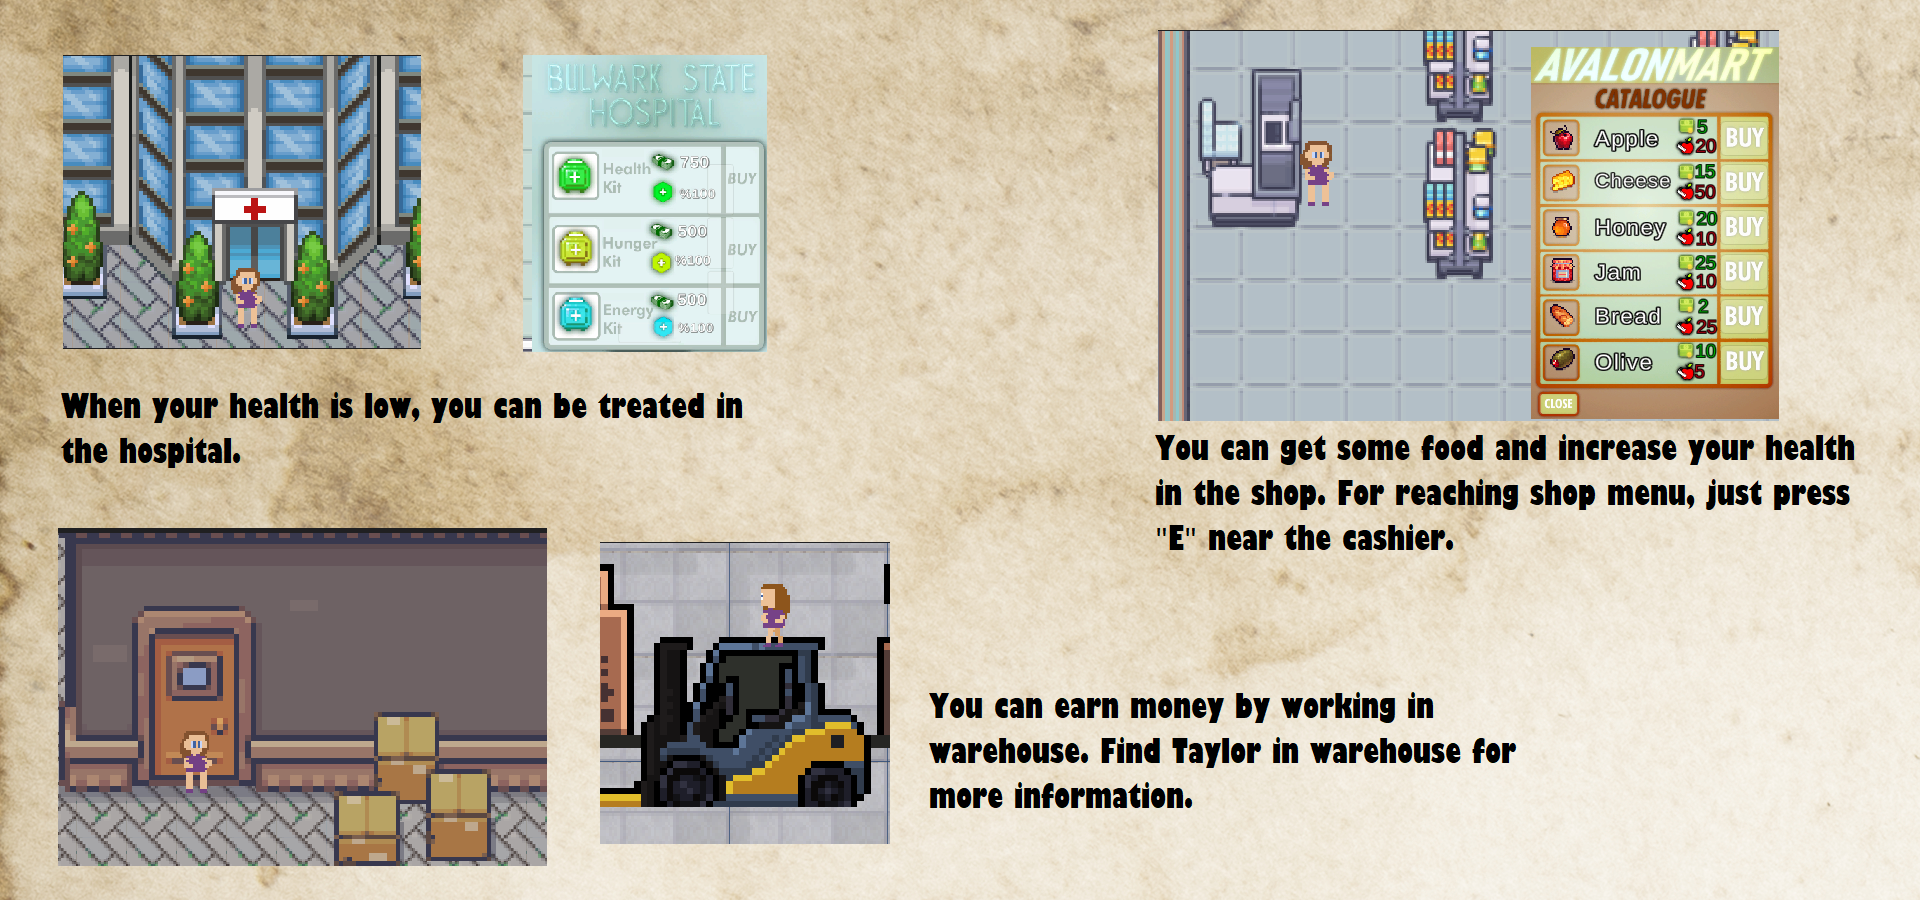 BULWARK STATE
HOSPITAL
Health
Kit
750
%100
BUY
Hunger
Kit
500
%100
BUY
Energy
Kit
500
%100
BUY
When your health is low, you can be treated in
the hospital.
AVALONMART
CATALOGUE
Apple 5 20 BUY
Cheese 15 50 BUY
Honey 20 10 BUY
Jam 25 10 BUY
Bread 2 25 BUY
Olive 10 5 BUY
CLOSE
You can get some food and increase your health
in the shop. For reaching shop menu, just press
"E" near the cashier.
You can earn money by working in
warehouse. Find Taylor in warehouse for
more information.